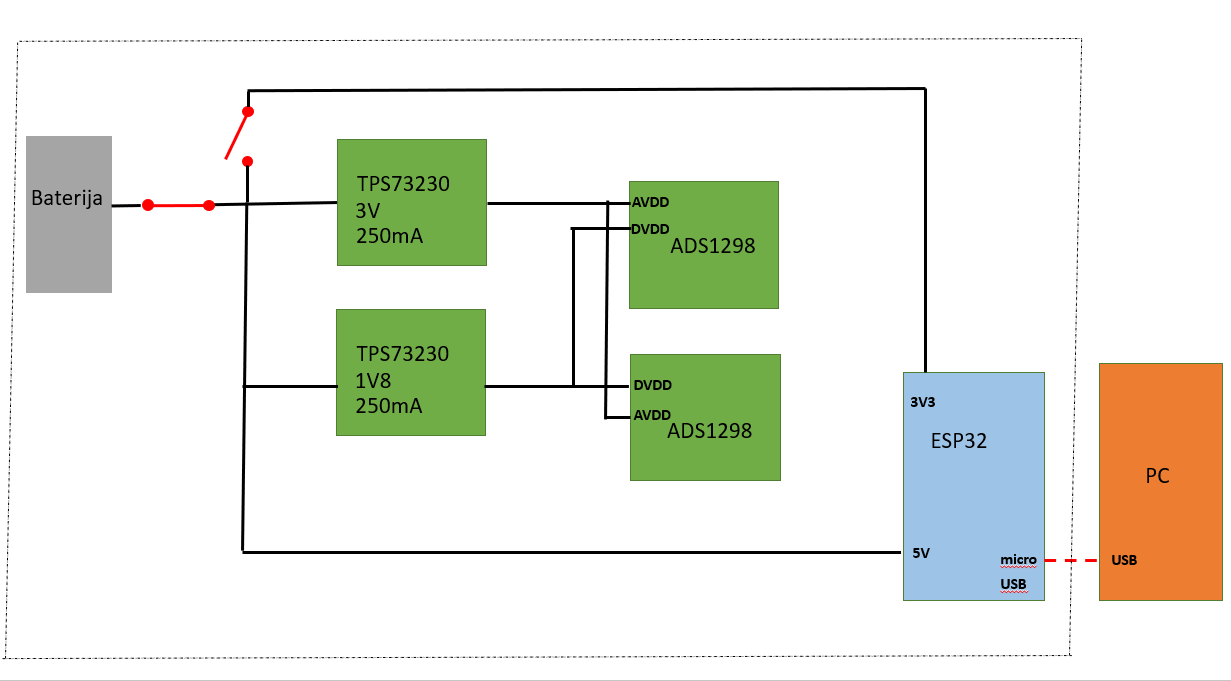 Baterija
TPS73230
3V
250mA
AVDD
DVDD
ADS1298
TPS73230
1V8
250mA
DVDD
AVDD
ADS1298
3V3
ESP32
5V
micro
USB
PC
USB